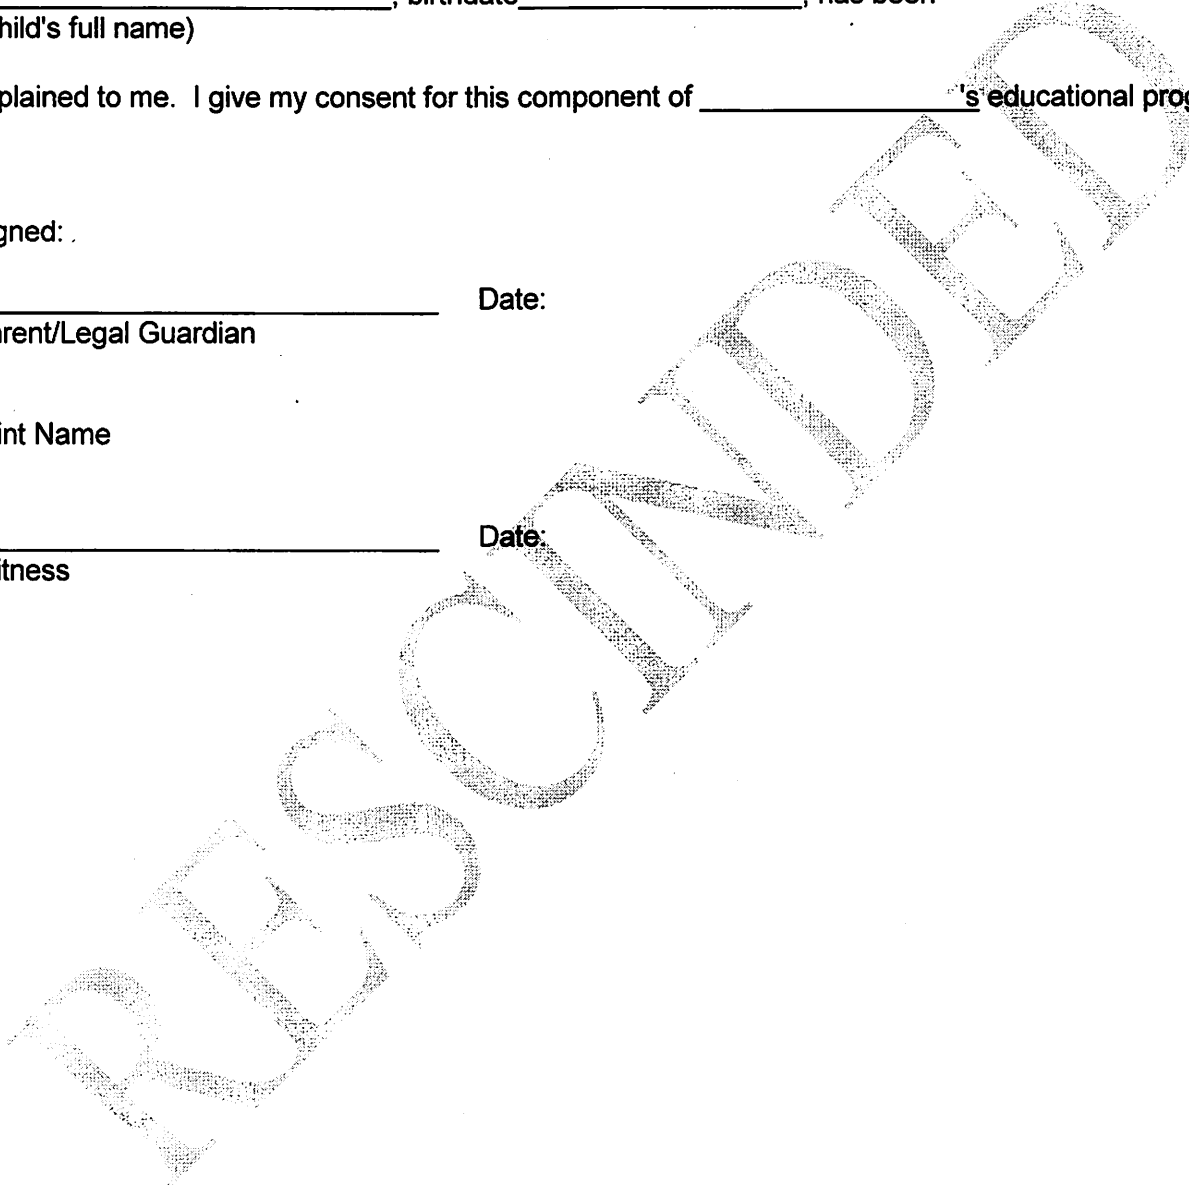 , birthdate , has been
hild's full name)
plained to me. I give my consent for this component of 's educational prog
gned:
Date:
rent/Legal Guardian
int Name
Date:
itness
RESCINDED